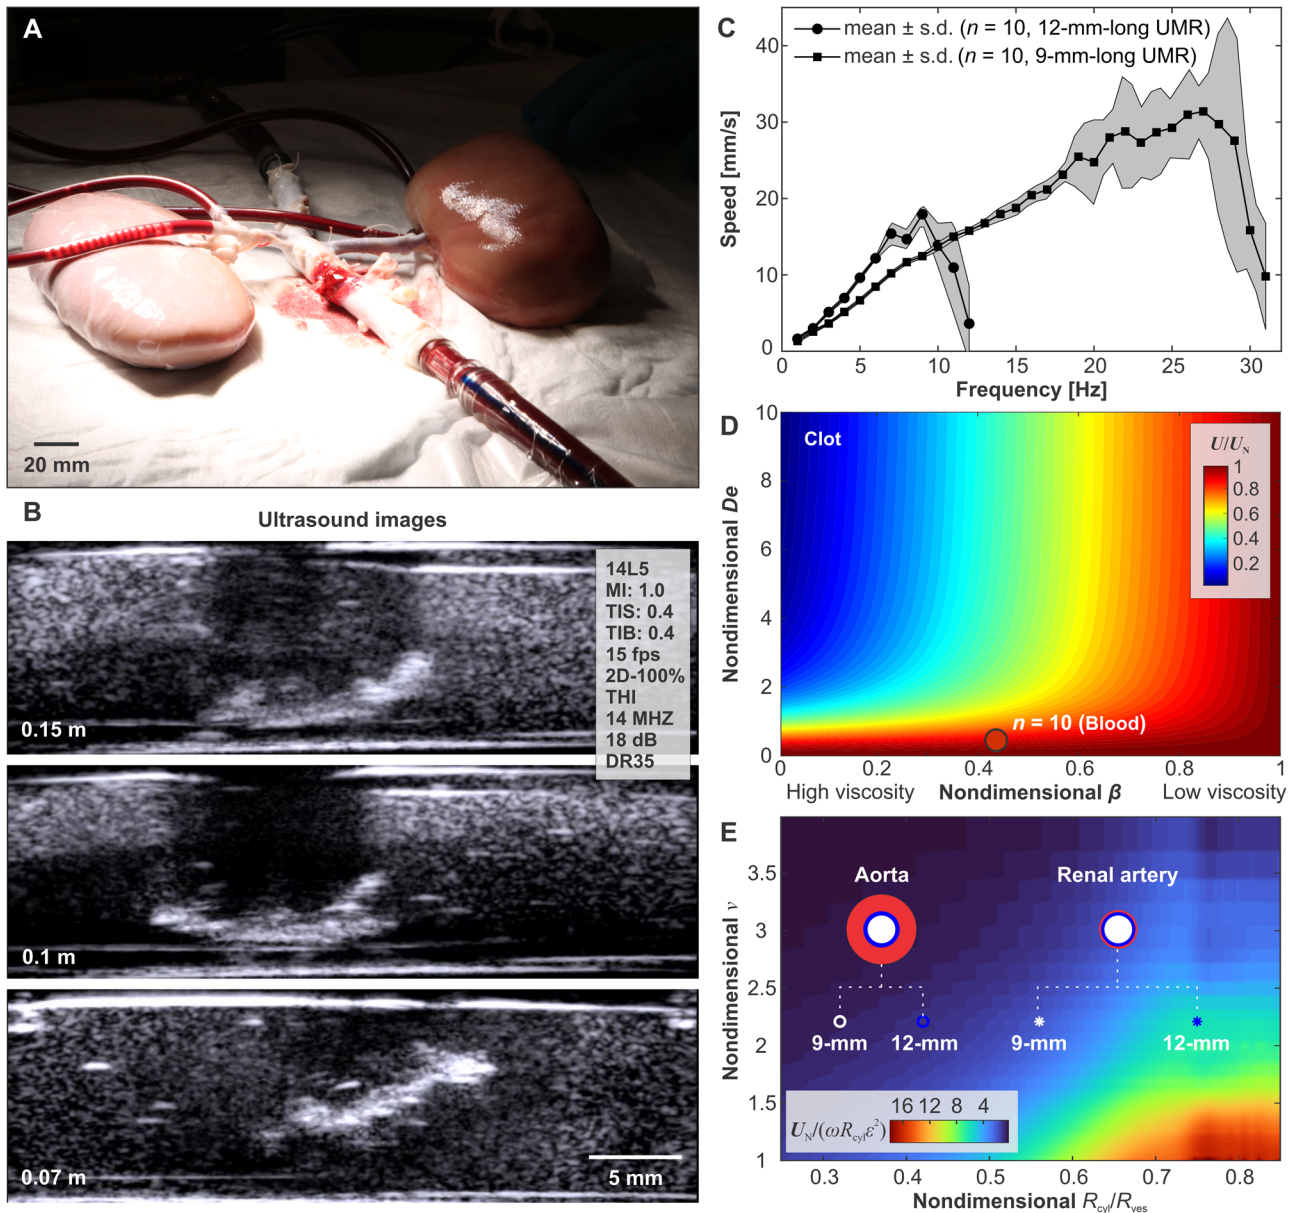 A
20 mm
B
Ultrasound images
14L5
MI: 1.0
TIS: 0.4
TIB: 0.4
15 fps
2D-100%
THI
14 MHZ
18 dB
DR35
0.15 m
0.1 m
0.07 m
5 mm
C
mean ± s.d. (n = 10, 12-mm-long UMR)
mean ± s.d. (n = 10, 9-mm-long UMR)
Speed [mm/s]
40
30
20
10
0
5
10
15
20
25
30
Frequency [Hz]
D
Clot
U/U_N
1
0.8
0.6
0.4
0.2
Nondimensional De
10
8
6
4
2
0
n = 10 (Blood)
0
0.2
0.4
0.6
0.8
1
High viscosity
Nondimensional β
Low viscosity
E
Aorta
Renal artery
Nondimensional ν
3.5
3
2.5
2
1.5
1
9-mm
12-mm
9-mm
12-mm
16 12 8 4
U_N/(ωR_cylε²)
0.3
0.4
0.5
0.6
0.7
0.8
Nondimensional R_cyl/R_ves